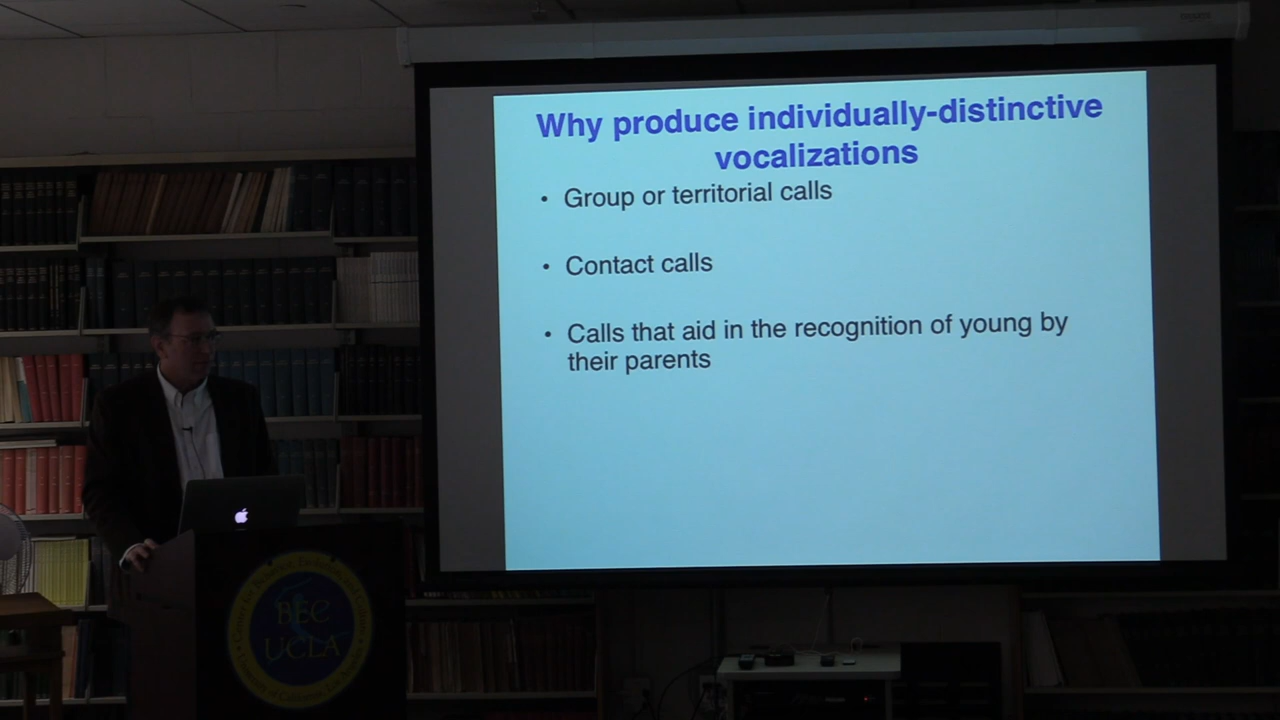 Why produce individually-distinctive
vocalizations
• Group or territorial calls
• Contact calls
• Calls that aid in the recognition of young by
their parents
BEC
UCLA